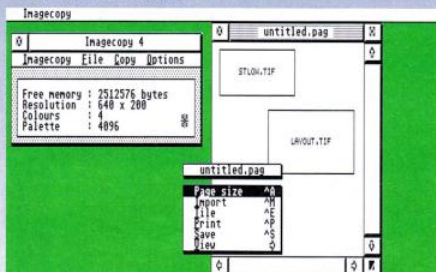 Imagecopy
Imagecopy 4
Imagecopy File Copy Options
Free memory : 2512576 bytes
Resolution : 640 x 200
Colours : 4
Palette : 4096
untitled.pag
STLOW.TIF
LAYOUT.TIF
untitled.pag
Page size ^A
Import ^M
Tile ^E
Print ^P
Save ^S
View